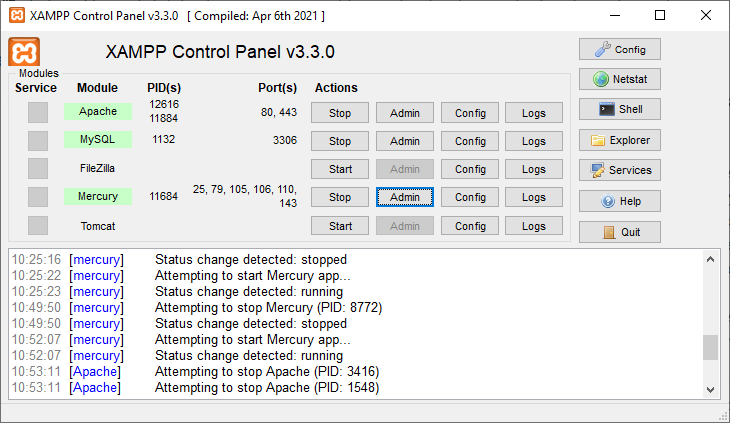 XAMPP Control Panel v3.3.0 [ Compiled: Apr 6th 2021 ]
XAMPP Control Panel v3.3.0
Config
Modules
Service Module PID(s) Port(s) Actions
Netstat
Apache 12616 11884 80, 443 Stop Admin Config Logs
Shell
MySQL 1132 3306 Stop Admin Config Logs
Explorer
FileZilla Start Admin Config Logs
Services
Mercury 11684 25, 79, 105, 106, 110, 143 Stop Admin Config Logs
Help
Tomcat Start Admin Config Logs
Quit
10:25:16 [mercury] Status change detected: stopped
10:25:22 [mercury] Attempting to start Mercury app...
10:25:23 [mercury] Status change detected: running
10:49:50 [mercury] Attempting to stop Mercury (PID: 8772)
10:49:50 [mercury] Status change detected: stopped
10:52:07 [mercury] Attempting to start Mercury app...
10:52:07 [mercury] Status change detected: running
10:53:11 [Apache] Attempting to stop Apache (PID: 3416)
10:53:11 [Apache] Attempting to stop Apache (PID: 1548)